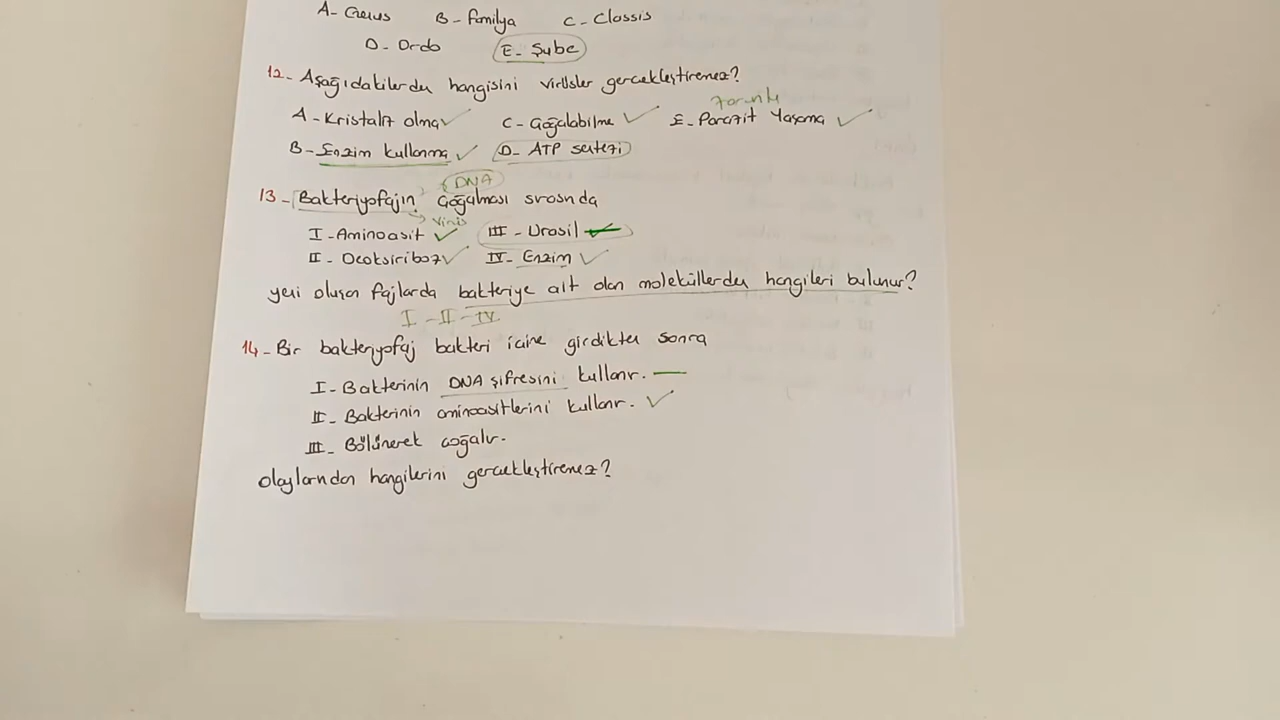 A- Genus B- Familya C- Classis
D- Ordo E- Şube
12- Aşağıdakilerden hangisini virüsler gerçekleştiremez?
zorunlu
A- Kristalize olma C- Çoğalabilme E- Parazit Yaşama
B- Enzim kullanma D- ATP sentezi
DNA
13- Bakteriyofajın çoğalması sırasında
virüs
I- Aminoasit III- Urasil
II- Deoksiriboz IV- Enzim
yeni oluşan fajlarda bakteriye ait olan moleküllerden hangileri bulunur?
I - II - IV
14- Bir bakteriyofaj bakteri içine girdikten sonra
I- Bakterinin DNA şifresini kullanır.
II- Bakterinin aminoasitlerini kullanır.
III- Bölünerek çoğalır.
olaylarından hangilerini gerçekleştiremez?